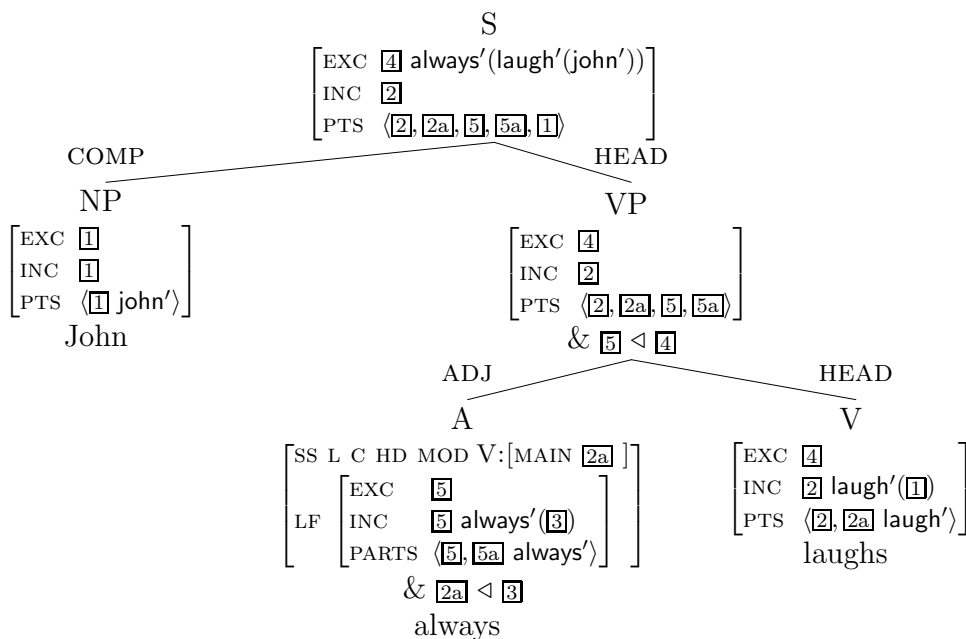 S
[EXC 4 always′(laugh′(john′))]
[INC 2]
[PTS ⟨2, 2a, 5, 5a, 1⟩]
COMP HEAD
NP VP
[EXC 1] [EXC 4]
[INC 1] [INC 2]
[PTS ⟨1 john′⟩] [PTS ⟨2, 2a, 5, 5a⟩]
John & 5 ◁ 4
ADJ HEAD
A V
[SS L C HD MOD V:[MAIN 2a ]] [EXC 4]
[EXC 5] [INC 2 laugh′(1)]
LF [INC 5 always′(3)] [PTS ⟨2, 2a laugh′⟩]
[PARTS ⟨5, 5a always′⟩] laughs
& 2a ◁ 3
always